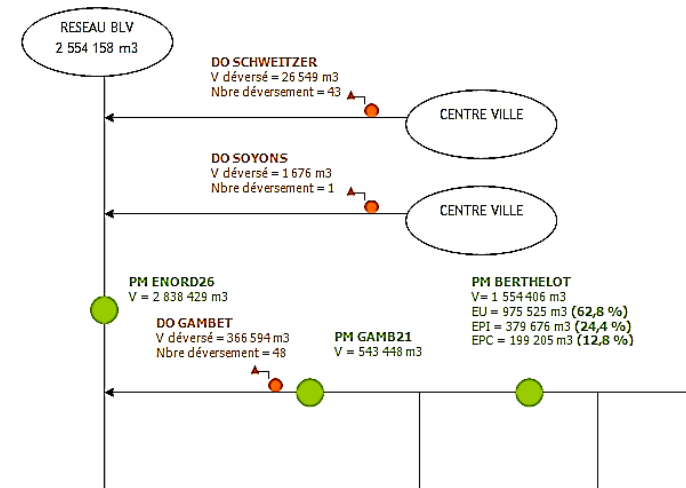 RESEAU BLV
2 554 158 m3
DO SCHWEITZER
V déversé = 26 549 m3
Nbre déversement = 43
CENTRE VILLE
DO SOYONS
V déversé = 1 676 m3
Nbre déversement = 1
CENTRE VILLE
PM ENORD26
V = 2 838 429 m3
PM BERTHELOT
V= 1 554 406 m3
EU = 975 525 m3 (62,8 %)
EPI = 379 676 m3 (24,4 %)
EPC = 199 205 m3 (12,8 %)
DO GAMBET
V déversé = 366 594 m3
Nbre déversement = 48
PM GAMB21
V = 543 448 m3